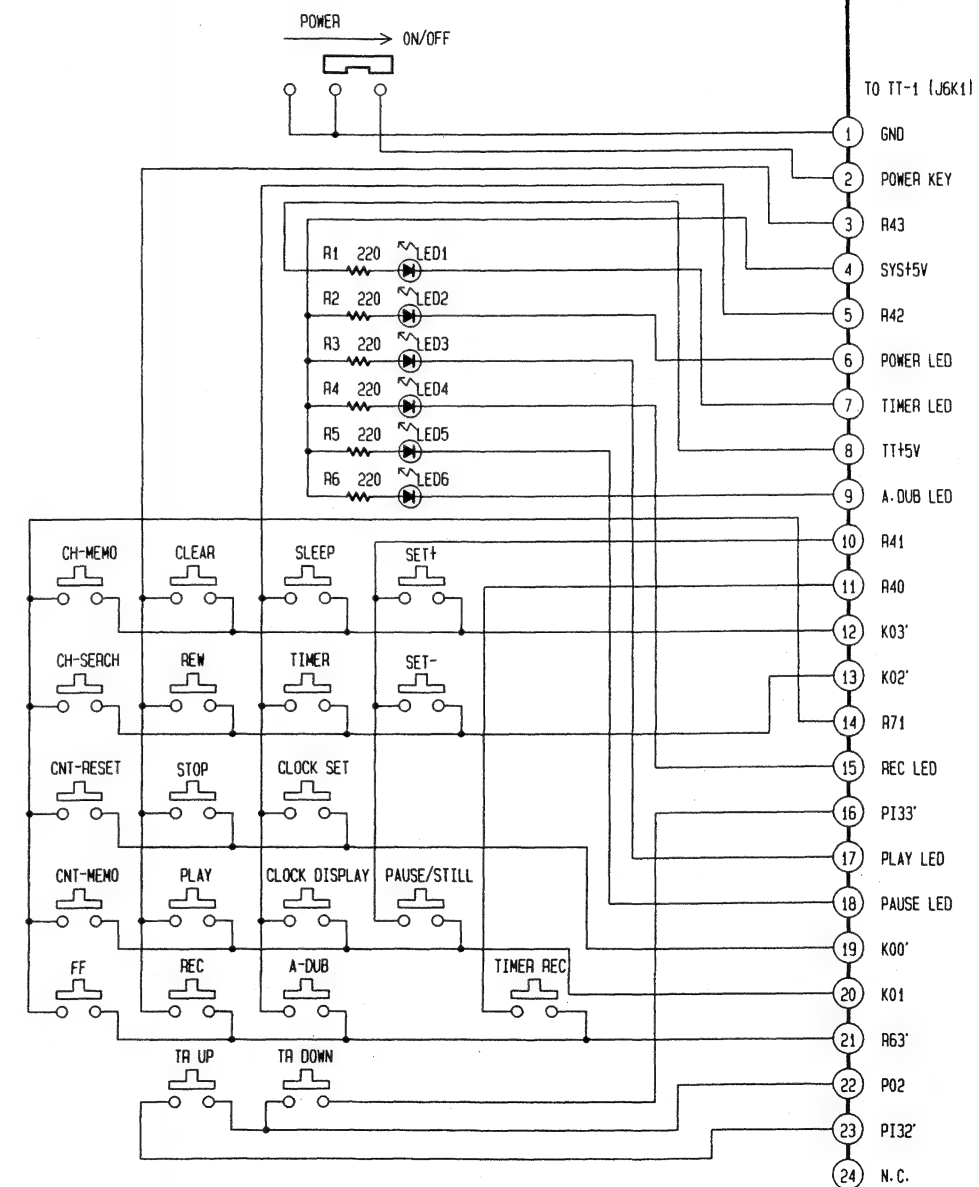 POWER
ON/OFF
TO TT-1 (J6K1)
1 GND
2 POWER KEY
3 R43
4 SYS+5V
5 R42
6 POWER LED
7 TIMER LED
8 TT+5V
9 A.DUB LED
10 R41
11 R40
12 K03'
13 K02'
14 R71
15 REC LED
16 PI33'
17 PLAY LED
18 PAUSE LED
19 K00'
20 K01
21 R63'
22 P02
23 PI32'
24 N.C.
R1 220 LED1
R2 220 LED2
R3 220 LED3
R4 220 LED4
R5 220 LED5
R6 220 LED6
CH-MEMO CLEAR SLEEP SET+
CH-SERCH REW TIMER SET-
CNT-RESET STOP CLOCK SET
CNT-MEMO PLAY CLOCK DISPLAY PAUSE/STILL
FF REC A-DUB TIMER REC
TR UP TR DOWN